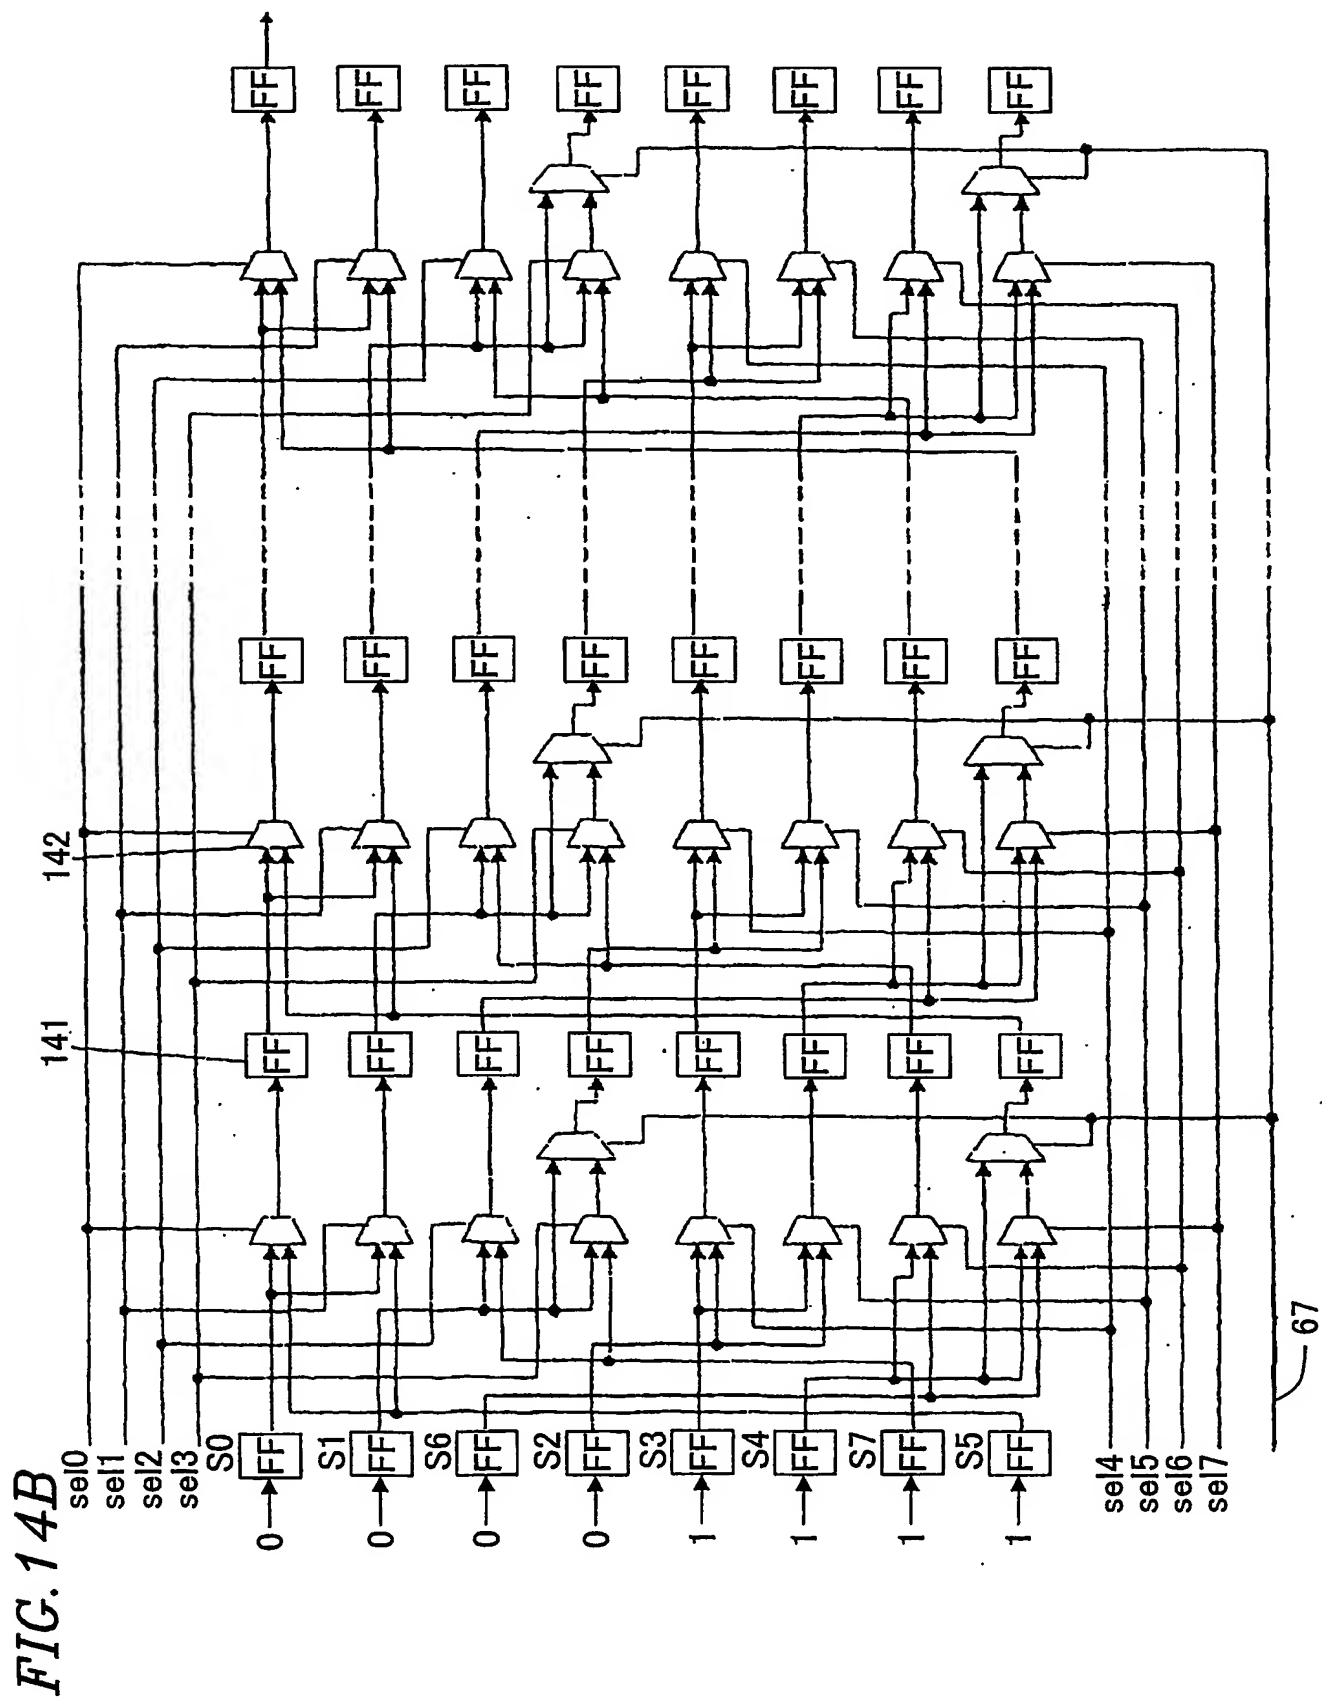 FIG. 14B
sel0
sel1
sel2
sel3
0 FF S0
0 FF S1
0 FF S6
0 FF S2
1 FF S3
1 FF S4
1 FF S7
1 FF S5
sel4
sel5
sel6
sel7
67
141
FF FF FF FF FF FF FF FF
142
FF FF FF FF FF FF FF FF
FF FF FF FF FF FF FF FF